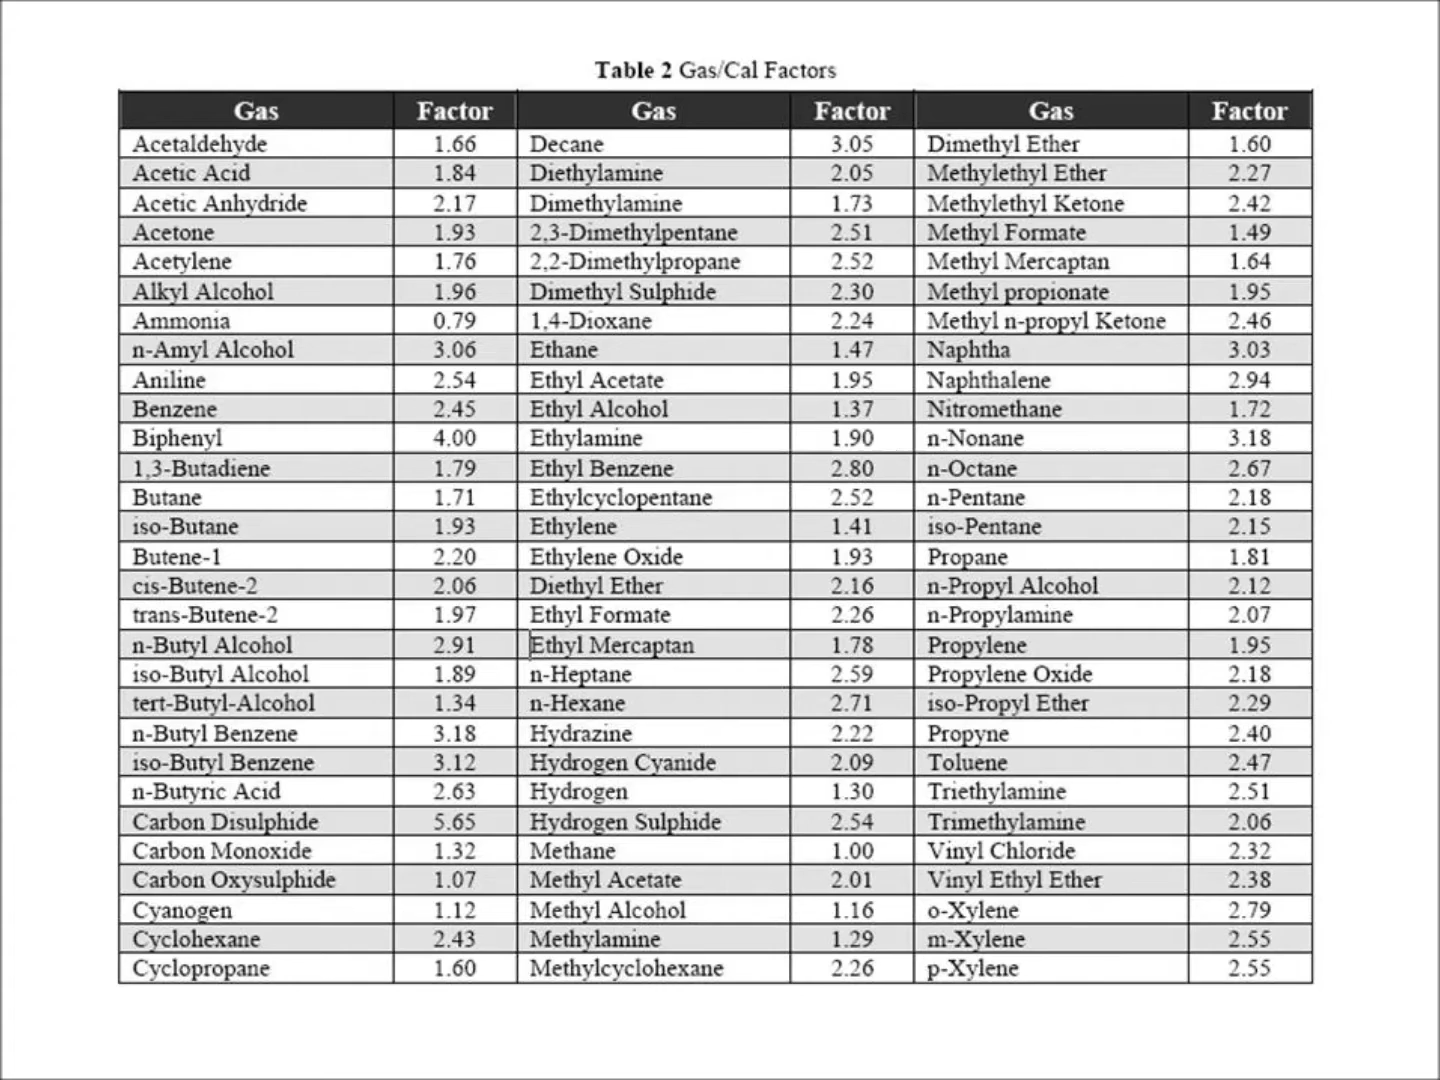 Table 2 Gas/Cal Factors
Gas Factor Gas Factor Gas Factor
Acetaldehyde 1.66 Decane 3.05 Dimethyl Ether 1.60
Acetic Acid 1.84 Diethylamine 2.05 Methylethyl Ether 2.27
Acetic Anhydride 2.17 Dimethylamine 1.73 Methylethyl Ketone 2.42
Acetone 1.93 2,3-Dimethylpentane 2.51 Methyl Formate 1.49
Acetylene 1.76 2,2-Dimethylpropane 2.52 Methyl Mercaptan 1.64
Alkyl Alcohol 1.96 Dimethyl Sulphide 2.30 Methyl propionate 1.95
Ammonia 0.79 1,4-Dioxane 2.24 Methyl n-propyl Ketone 2.46
n-Amyl Alcohol 3.06 Ethane 1.47 Naphtha 3.03
Aniline 2.54 Ethyl Acetate 1.95 Naphthalene 2.94
Benzene 2.45 Ethyl Alcohol 1.37 Nitromethane 1.72
Biphenyl 4.00 Ethylamine 1.90 n-Nonane 3.18
1,3-Butadiene 1.79 Ethyl Benzene 2.80 n-Octane 2.67
Butane 1.71 Ethylcyclopentane 2.52 n-Pentane 2.18
iso-Butane 1.93 Ethylene 1.41 iso-Pentane 2.15
Butene-1 2.20 Ethylene Oxide 1.93 Propane 1.81
cis-Butene-2 2.06 Diethyl Ether 2.16 n-Propyl Alcohol 2.12
trans-Butene-2 1.97 Ethyl Formate 2.26 n-Propylamine 2.07
n-Butyl Alcohol 2.91 Ethyl Mercaptan 1.78 Propylene 1.95
iso-Butyl Alcohol 1.89 n-Heptane 2.59 Propylene Oxide 2.18
tert-Butyl-Alcohol 1.34 n-Hexane 2.71 iso-Propyl Ether 2.29
n-Butyl Benzene 3.18 Hydrazine 2.22 Propyne 2.40
iso-Butyl Benzene 3.12 Hydrogen Cyanide 2.09 Toluene 2.47
n-Butyric Acid 2.63 Hydrogen 1.30 Triethylamine 2.51
Carbon Disulphide 5.65 Hydrogen Sulphide 2.54 Trimethylamine 2.06
Carbon Monoxide 1.32 Methane 1.00 Vinyl Chloride 2.32
Carbon Oxysulphide 1.07 Methyl Acetate 2.01 Vinyl Ethyl Ether 2.38
Cyanogen 1.12 Methyl Alcohol 1.16 o-Xylene 2.79
Cyclohexane 2.43 Methylamine 1.29 m-Xylene 2.55
Cyclopropane 1.60 Methylcyclohexane 2.26 p-Xylene 2.55